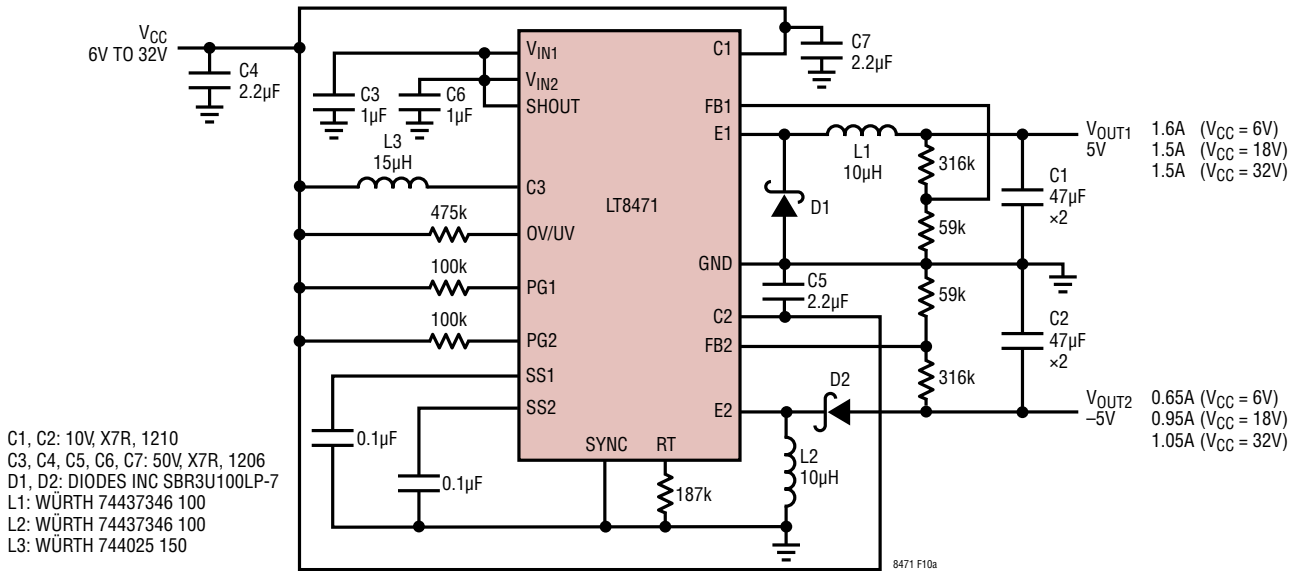 VCC
6V TO 32V
C4
2.2µF
C3
1µF
C6
1µF
L3
15µH
475k
100k
100k
0.1µF
0.1µF
VIN1
VIN2
SHOUT
C3
OV/UV
PG1
PG2
SS1
SS2
SYNC
RT
LT8471
C1
FB1
E1
GND
C2
FB2
E2
187k
C7
2.2µF
L1
10µH
D1
C5
2.2µF
D2
L2
10µH
316k
59k
59k
316k
C1
47µF
×2
C2
47µF
×2
VOUT1 1.6A (VCC = 6V)
5V 1.5A (VCC = 18V)
1.5A (VCC = 32V)
VOUT2 0.65A (VCC = 6V)
–5V 0.95A (VCC = 18V)
1.05A (VCC = 32V)
C1, C2: 10V, X7R, 1210
C3, C4, C5, C6, C7: 50V, X7R, 1206
D1, D2: DIODES INC SBR3U100LP-7
L1: WÜRTH 74437346 100
L2: WÜRTH 74437346 100
L3: WÜRTH 744025 150
8471 F10a